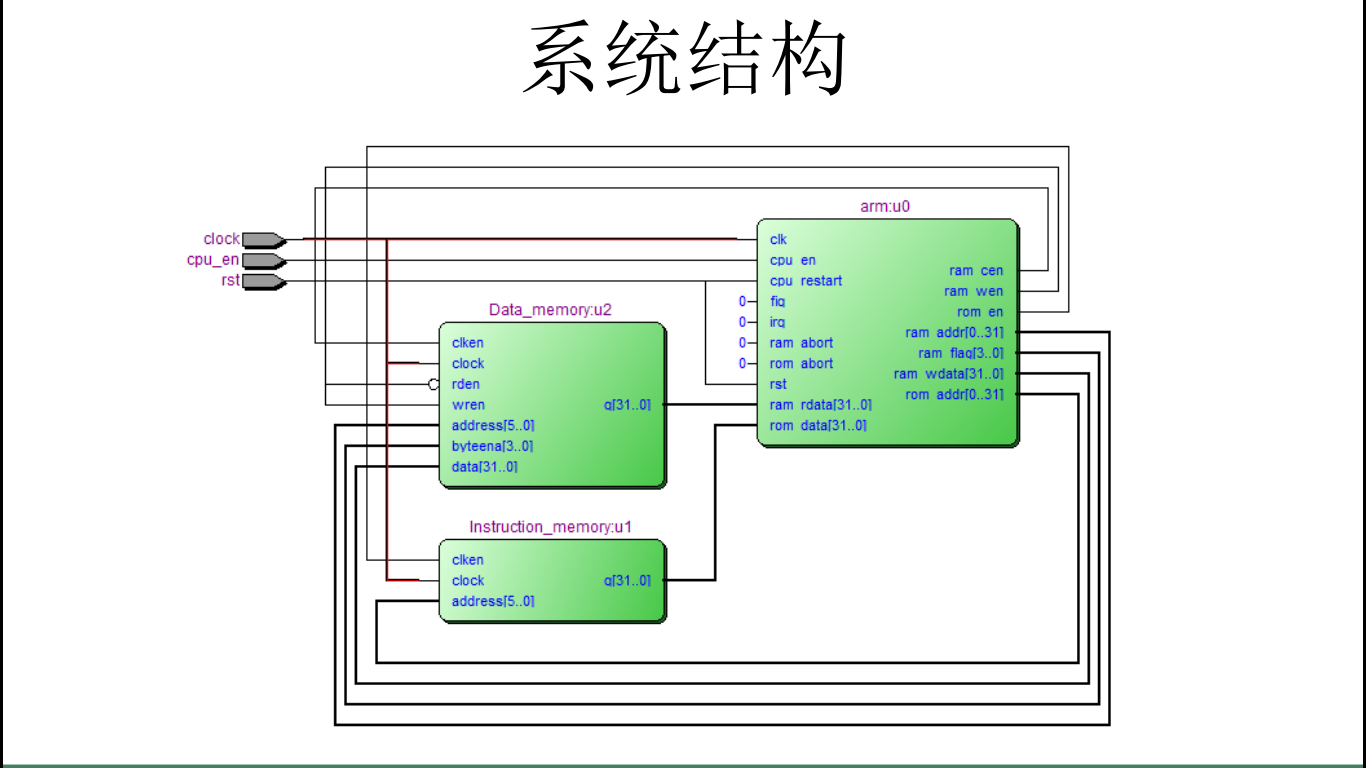 系统结构
arm:u0
clock
cpu_en
rst
clk
cpu en
cpu restart
fiq
irq
ram abort
rom abort
rst
ram rdata[31..0]
rom data[31..0]
0
0
0
0
ram cen
ram wen
rom en
ram addr[0..31]
ram flag[3..0]
ram wdata[31..0]
rom addr[0..31]
Data_memory:u2
clken
clock
rden
wren
address[5..0]
byteena[3..0]
data[31..0]
q[31..0]
Instruction_memory:u1
clken
clock
address[5..0]
q[31..0]